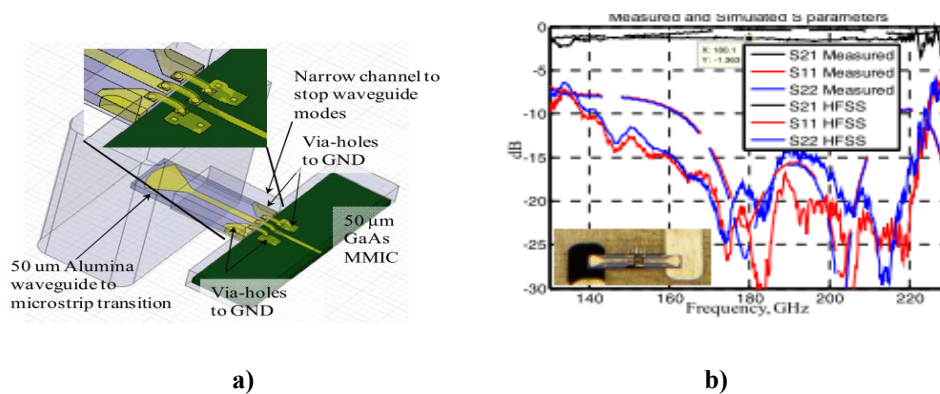 Narrow channel to
stop waveguide
modes
Via-holes
to GND
50 μm
GaAs
MMIC
50 um Alumina
waveguide to
microstrip transition
Via-holes
to GND
a)
Measured and Simulated S parameters
0
-5
-10
-15
-20
-25
-30
dB
X: 180.1
Y: -1.363
S21 Measured
S11 Measured
S22 Measured
S21 HFSS
S11 HFSS
S22 HFSS
140
160
180
200
220
Frequency, GHz
b)